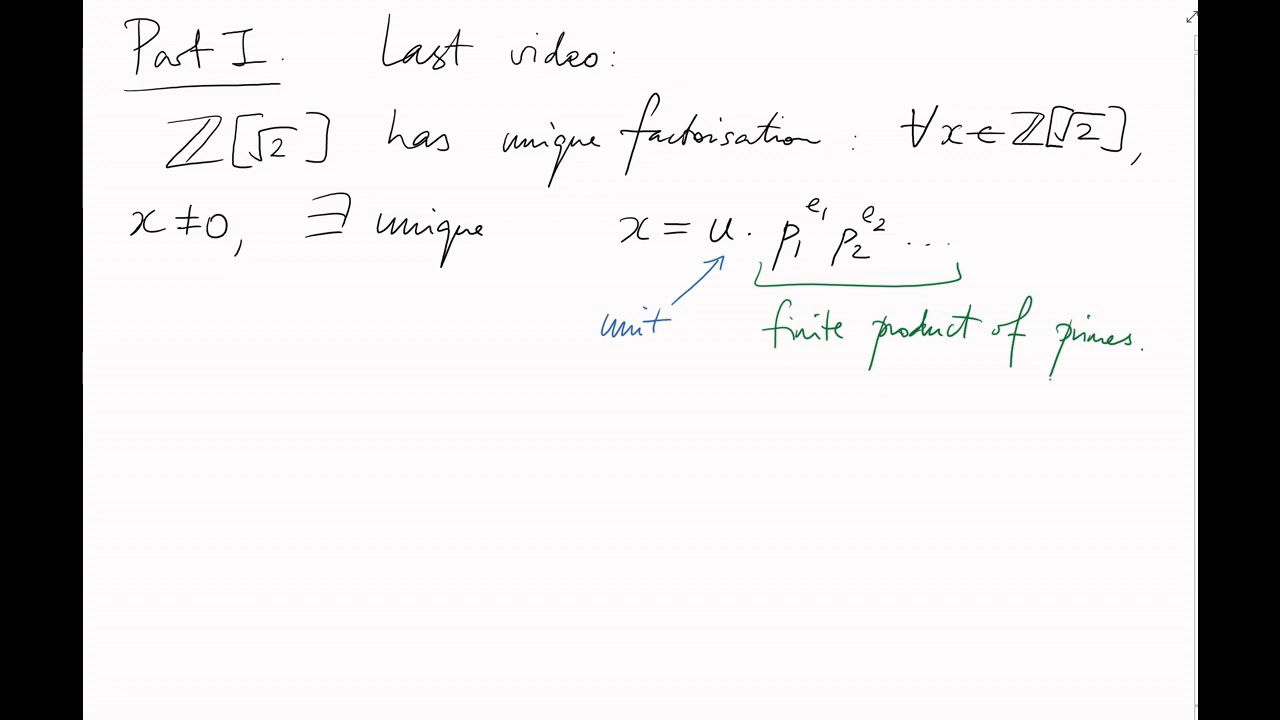 Part I. Last video:
ℤ[√2] has unique factorisation: ∀x∈ℤ[√2],
x≠0, ∃ unique x = u. p₁^e₁ p₂^e₂ ...
unit finite product of primes.